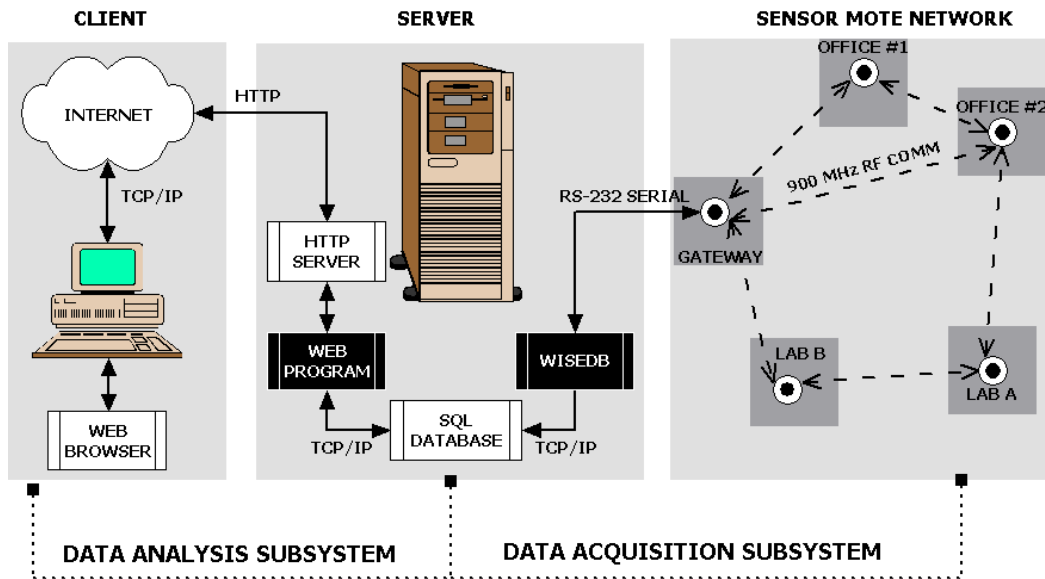 CLIENT
SERVER
SENSOR MOTE NETWORK
OFFICE #1
INTERNET
HTTP
OFFICE #2
900 MHz RF COMM
TCP/IP
RS-232 SERIAL
HTTP
SERVER
GATEWAY
WEB
PROGRAM
WISEDB
LAB B
LAB A
WEB
BROWSER
SQL
DATABASE
TCP/IP
TCP/IP
DATA ANALYSIS SUBSYSTEM
DATA ACQUISITION SUBSYSTEM